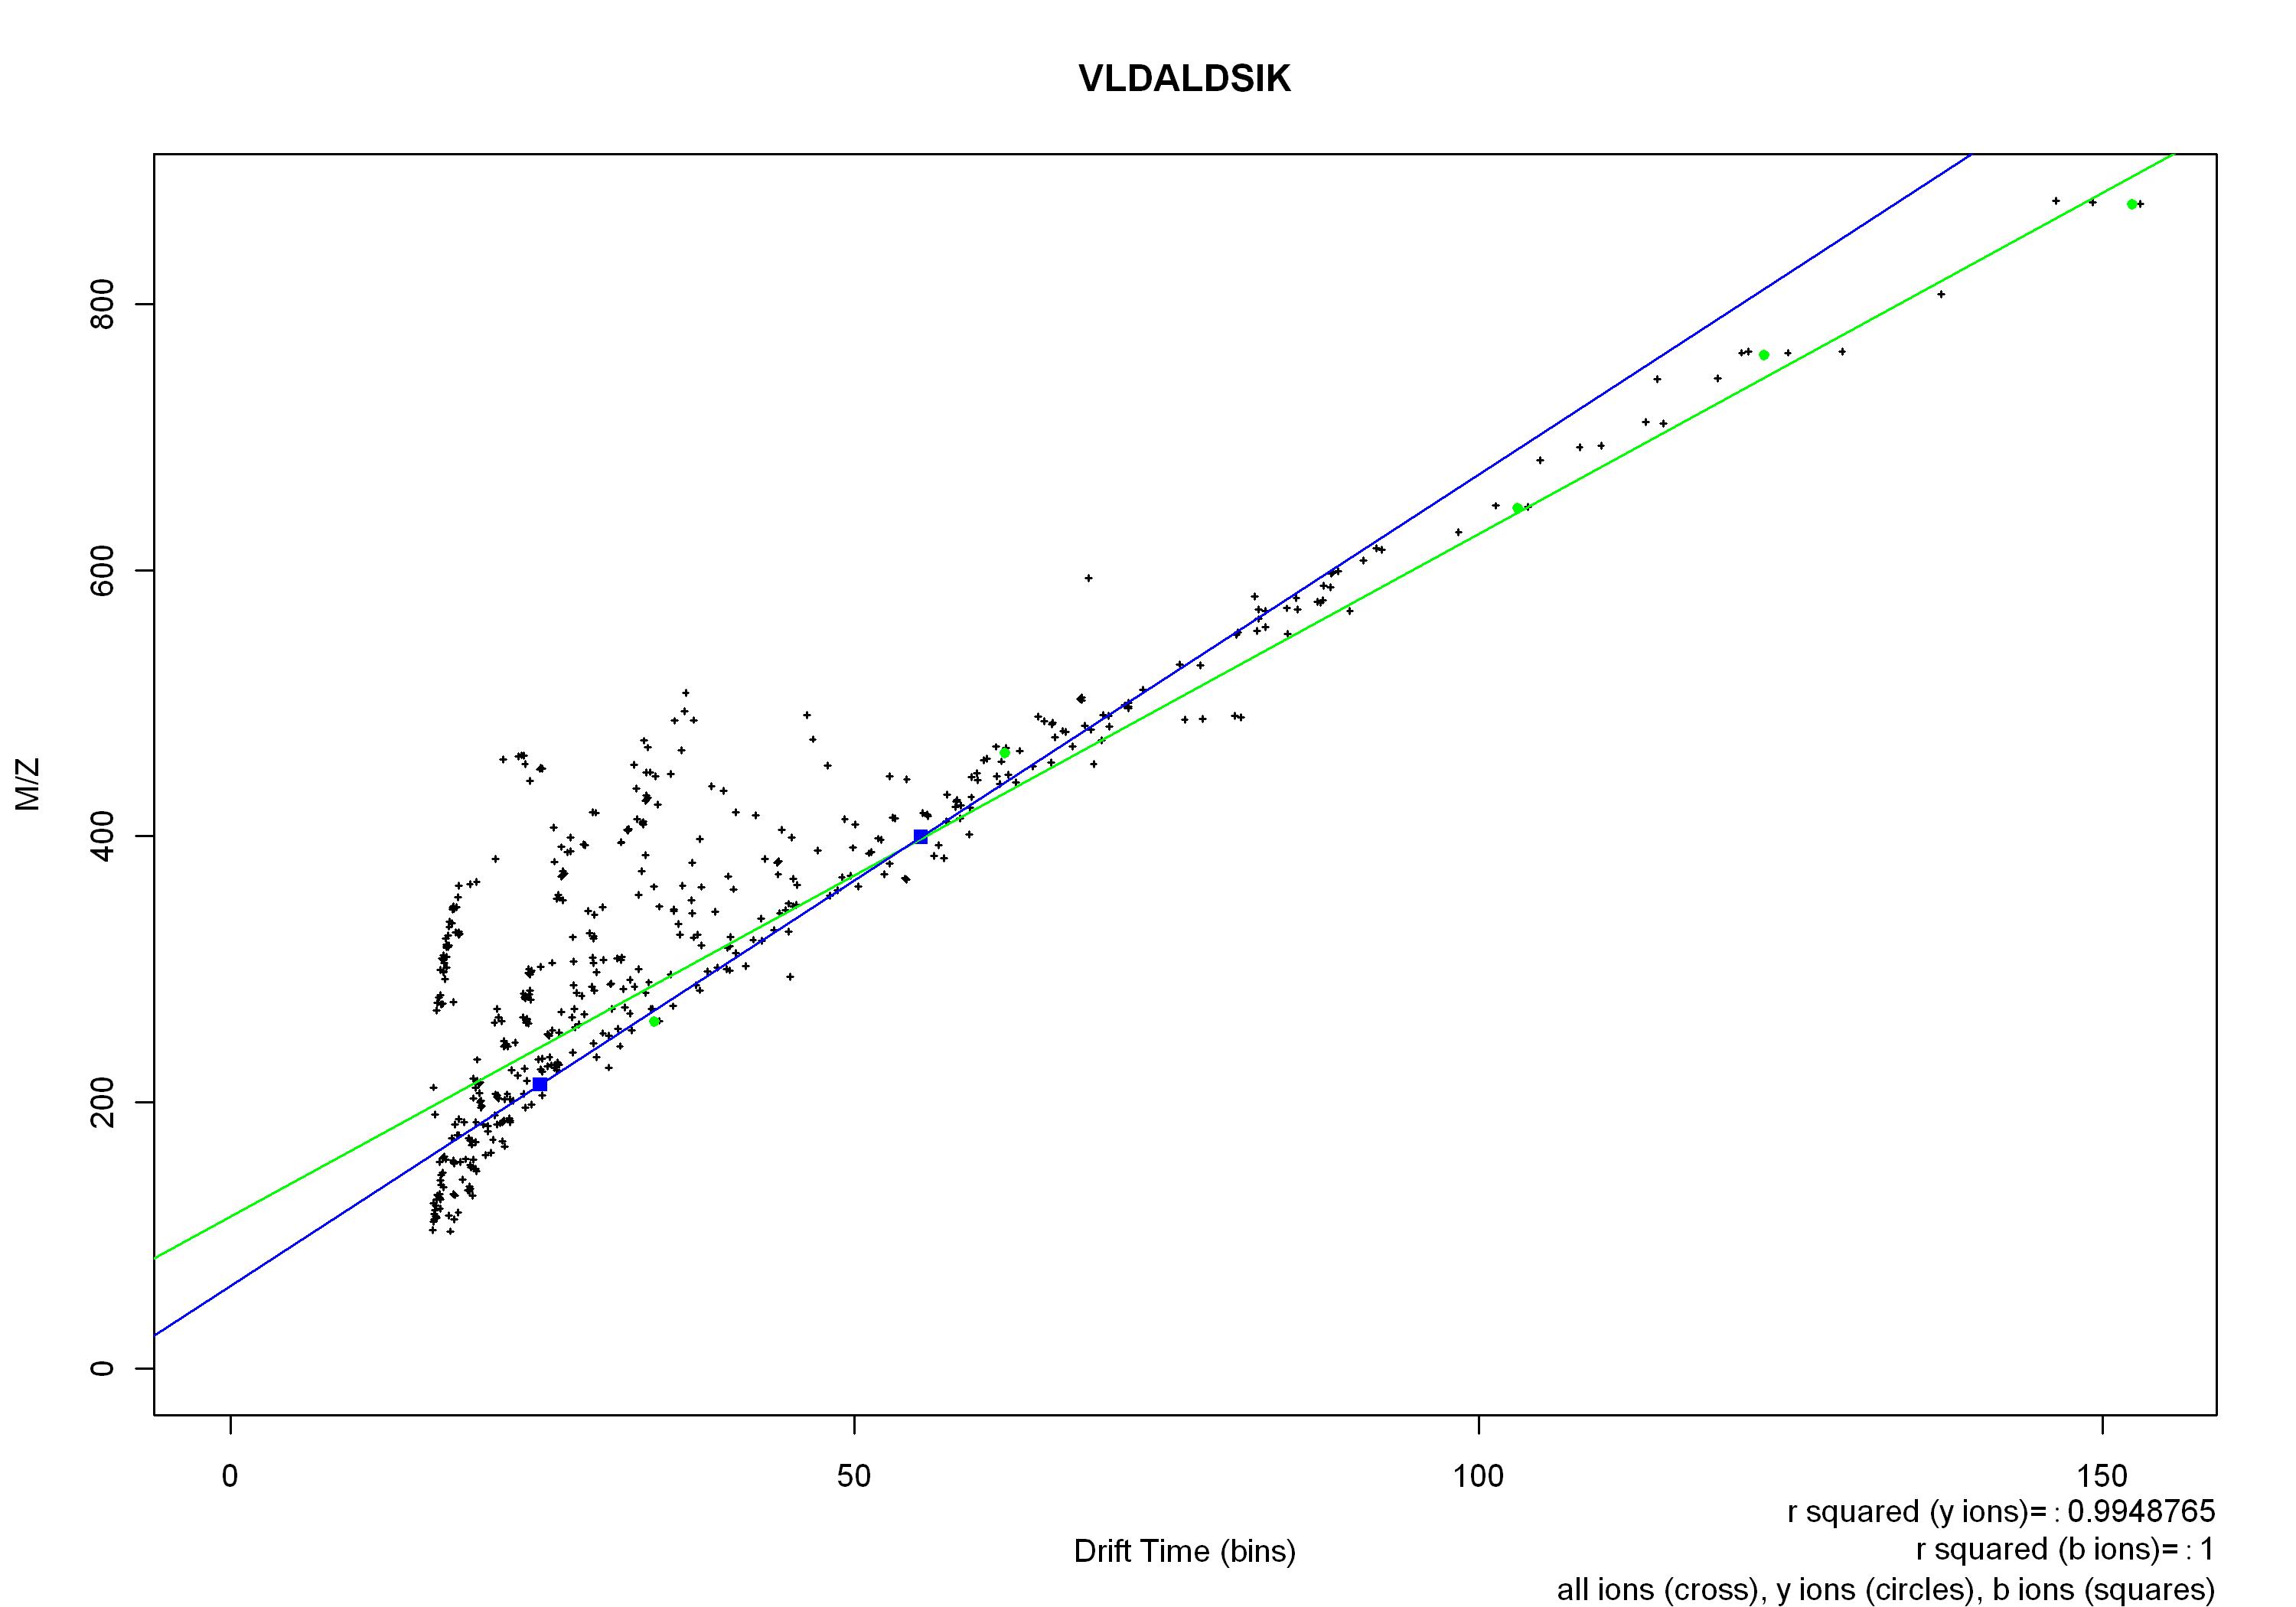 VLDALDSIK
800
600
400
200
0
M/Z
0 50 100 150
r squared (y ions)= : 0.9948765
Drift Time (bins)
r squared (b ions)= : 1
all ions (cross), y ions (circles), b ions (squares)